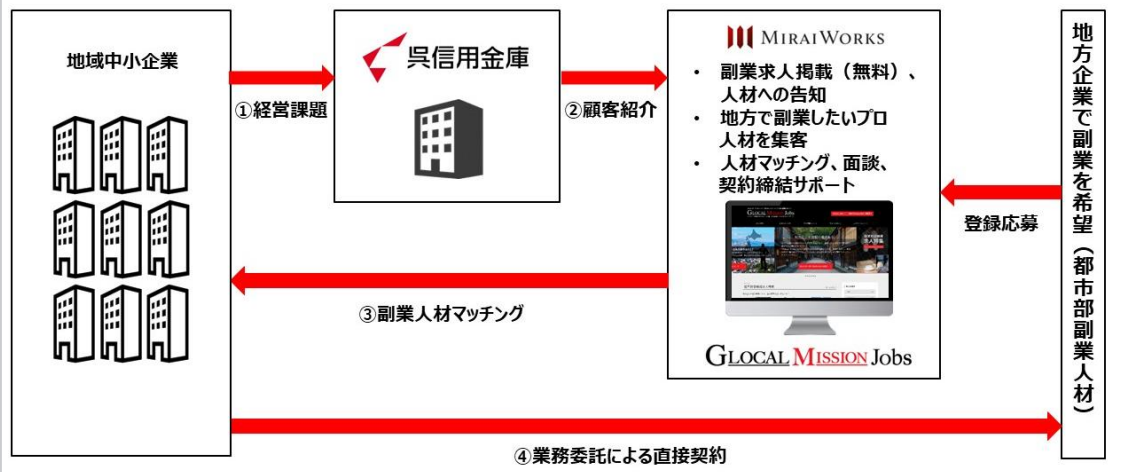 地域中小企業
①経営課題
呉信用金庫
②顧客紹介
MIRAIWORKS
• 副業求人掲載（無料）、
人材への告知
• 地方で副業したいプロ
人材を集客
• 人材マッチング、面談、
契約締結サポート
GLOCAL MISSION Jobs
GLOCAL MISSION Jobs
登録応募
地方企業で副業を希望（都市部副業人材）
③副業人材マッチング
④業務委託による直接契約